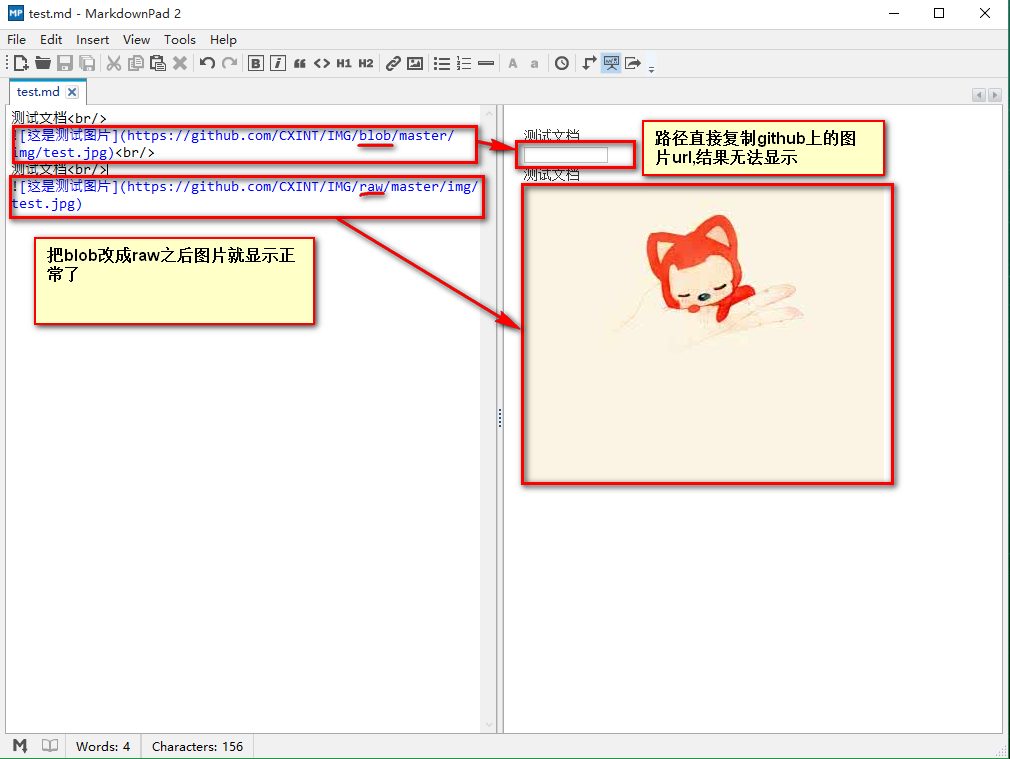 test.md - MarkdownPad 2
File Edit Insert View Tools Help
B i “ <> H1 H2 A a
test.md
测试文档<br/>
![这是测试图片](https://github.com/CXINT/IMG/blob/master/
img/test.jpg)<br/>
测试文档<br/>
![这是测试图片](https://github.com/CXINT/IMG/raw/master/img/
test.jpg)
把blob改成raw之后图片就显示正
常了
测试文档
路径直接复制github上的图
片url,结果无法显示
测试文档
Words: 4 Characters: 156